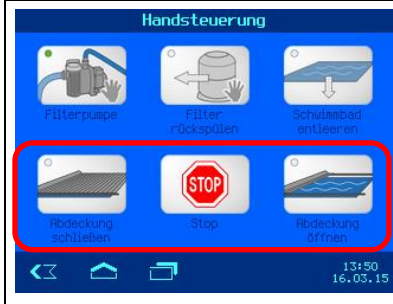 Handsteuerung
Filterpumpe
Filter
rückspülen
Schwimmbad
entleeren
STOP
Abdeckung
schließen
Stop
Abdeckung
öffnen
13:50
16.03.15